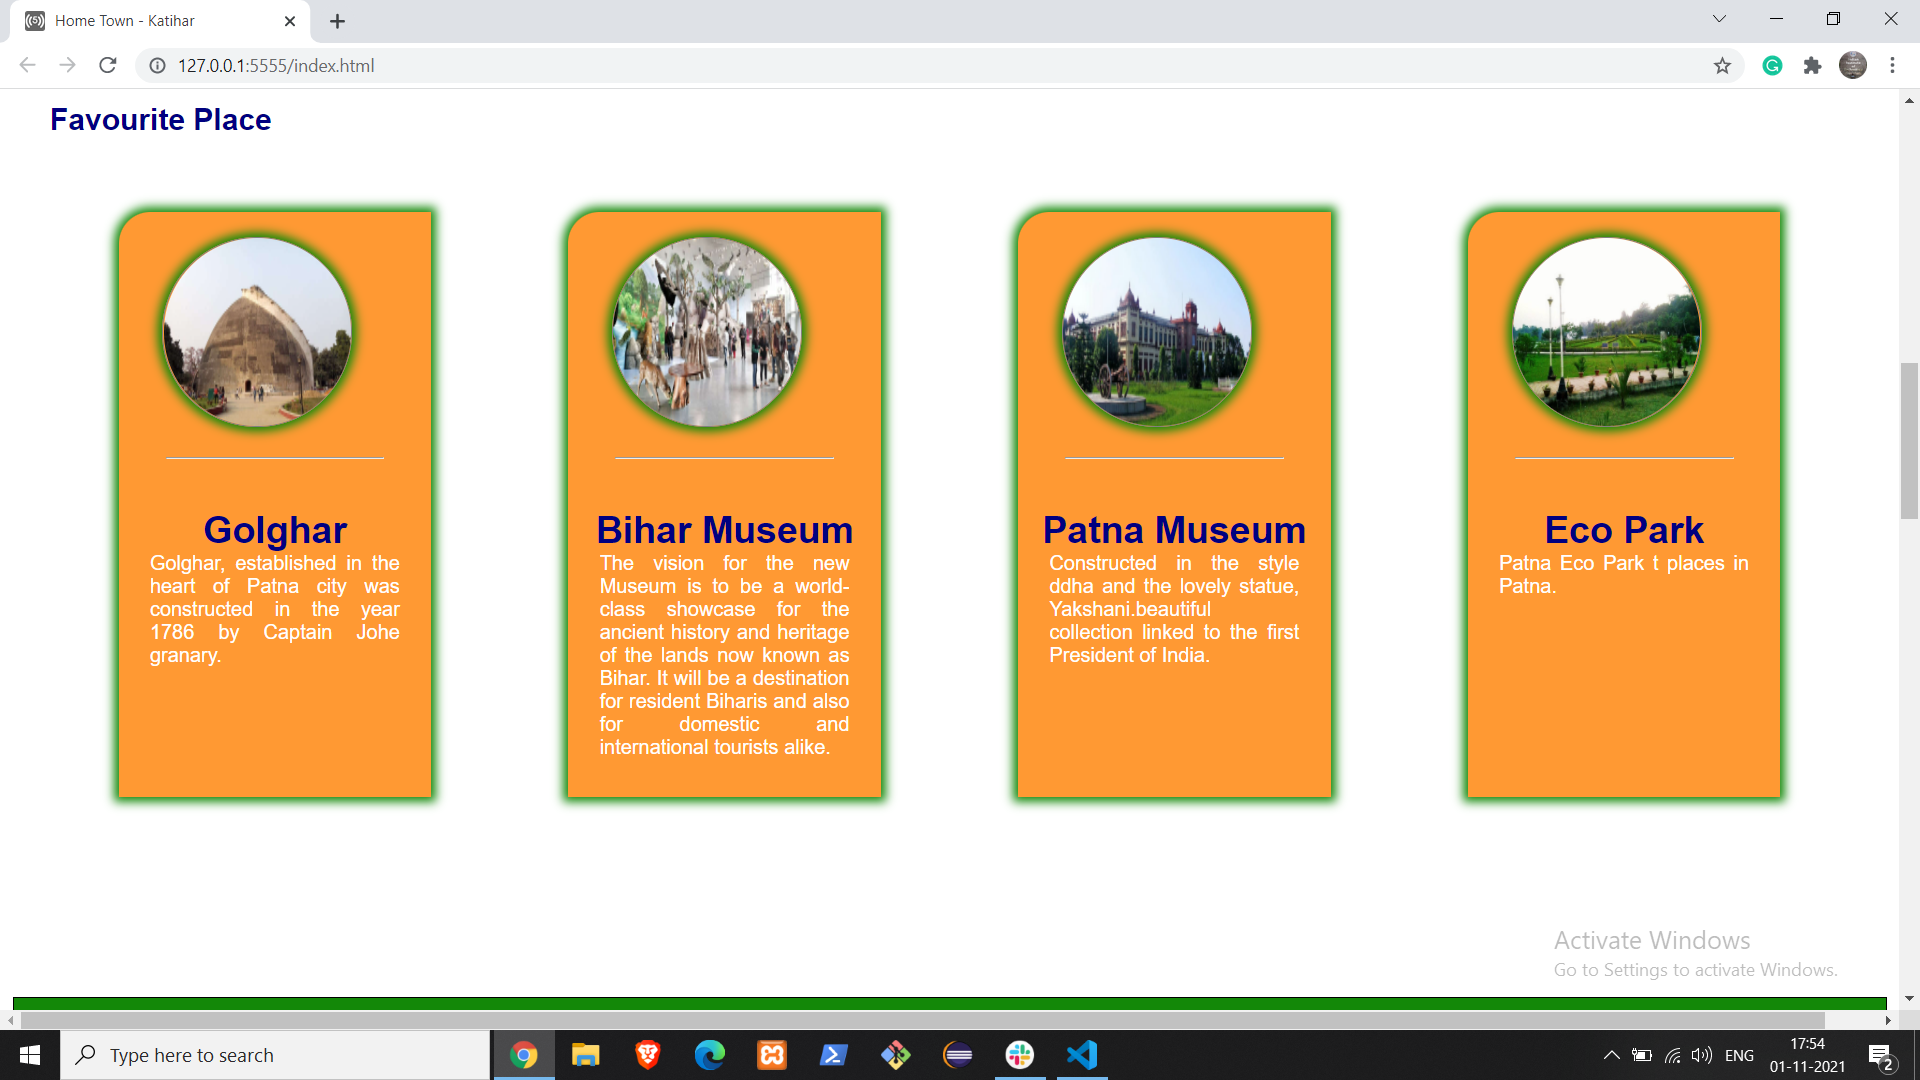 Home Town - Katihar
127.0.0.1:5555/index.html
Favourite Place
Golghar
Golghar, established in the
heart of Patna city was
constructed in the year
1786 by Captain Johe
granary.
Bihar Museum
The vision for the new
Museum is to be a world-
class showcase for the
ancient history and heritage
of the lands now known as
Bihar. It will be a destination
for resident Biharis and also
for domestic and
international tourists alike.
Patna Museum
Constructed in the style
ddha and the lovely statue,
Yakshani.beautiful
collection linked to the first
President of India.
Eco Park
Patna Eco Park t places in
Patna.
Activate Windows
Go to Settings to activate Windows.
Type here to search
ENG
17:54
01-11-2021
2